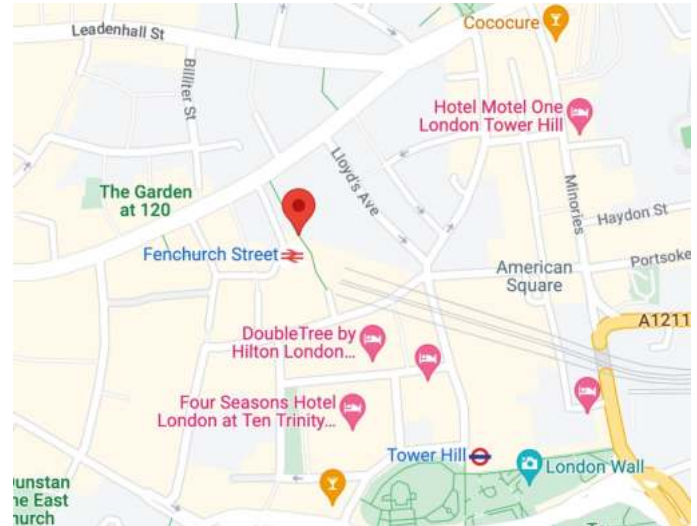 Leadenhall St
Cococure
Billiter St
Hotel Motel One
London Tower Hill
Lloyd's Ave
Minories
The Garden
at 120
Haydon St
Fenchurch Street
American
Square
Portsoke
A1211
DoubleTree by
Hilton London...
Four Seasons Hotel
London at Ten Trinity...
Tower Hill
London Wall
Dunstan
he East
hurch